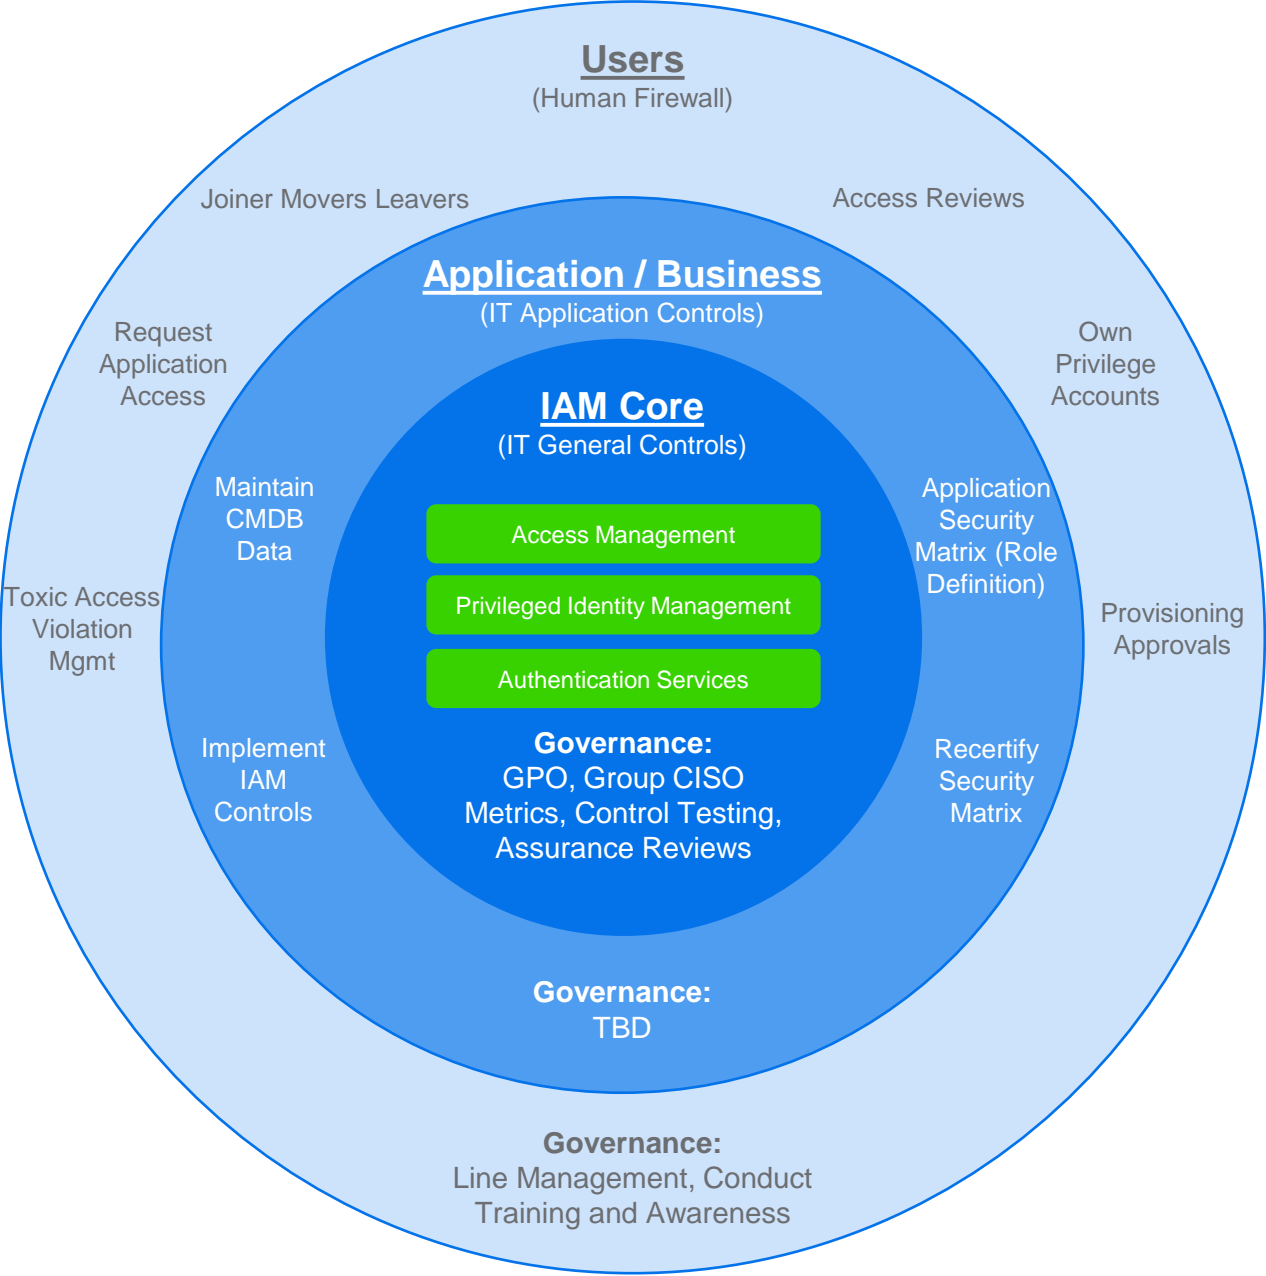 Users
(Human Firewall)
Joiner Movers Leavers
Access Reviews
Application / Business
(IT Application Controls)
Request
Application
Access
Own
Privilege
Accounts
IAM Core
(IT General Controls)
Maintain
CMDB
Data
Application
Security
Matrix (Role
Definition)
Access Management
Privileged Identity Management
Authentication Services
Toxic Access
Violation
Mgmt
Provisioning
Approvals
Implement
IAM
Controls
Recertify
Security
Matrix
Governance:
GPO, Group CISO
Metrics, Control Testing,
Assurance Reviews
Governance:
TBD
Governance:
Line Management, Conduct
Training and Awareness